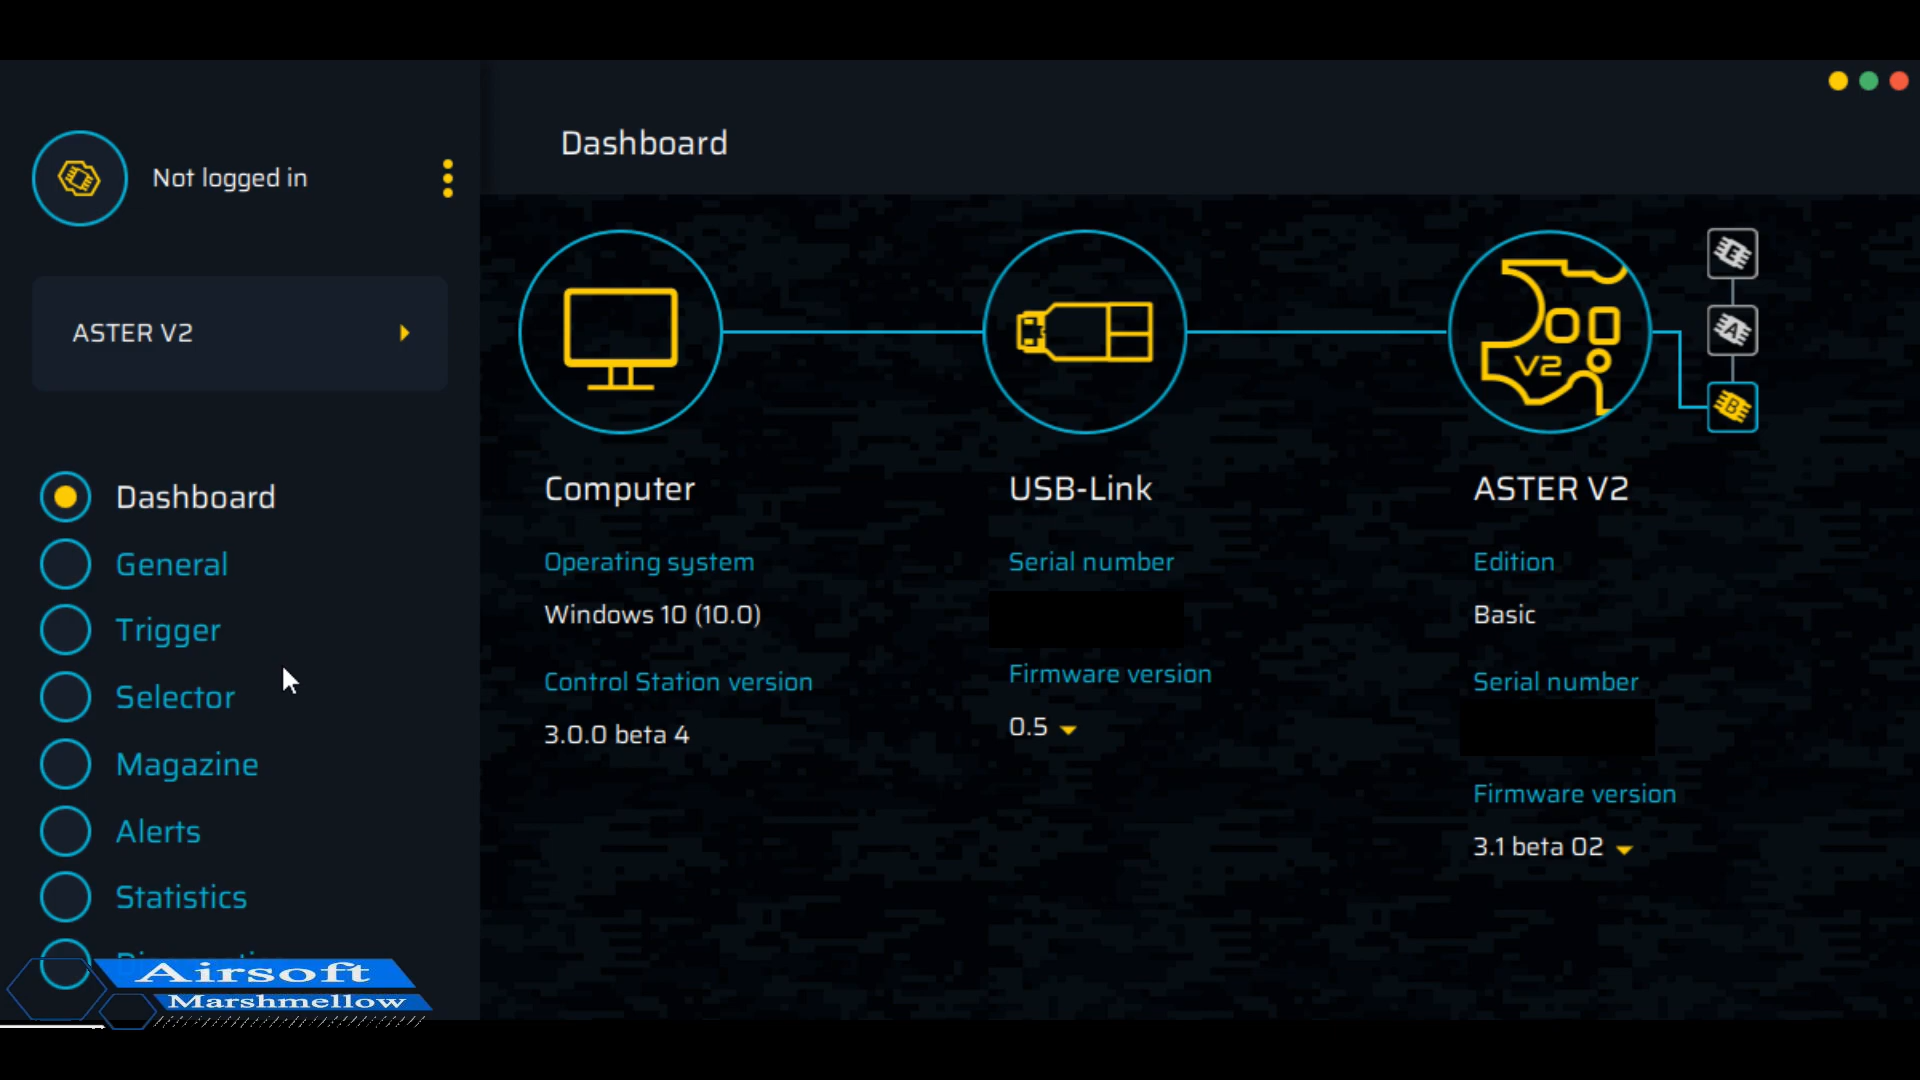 Dashboard
Not logged in
ASTER V2
Dashboard
General
Trigger
Selector
Magazine
Alerts
Statistics
Airsoft
Marshmellow
V2
E
A
B
Computer
Operating system
Windows 10 (10.0)
Control Station version
3.0.0 beta 4
USB-Link
Serial number
Firmware version
0.5
ASTER V2
Edition
Basic
Serial number
Firmware version
3.1 beta 02